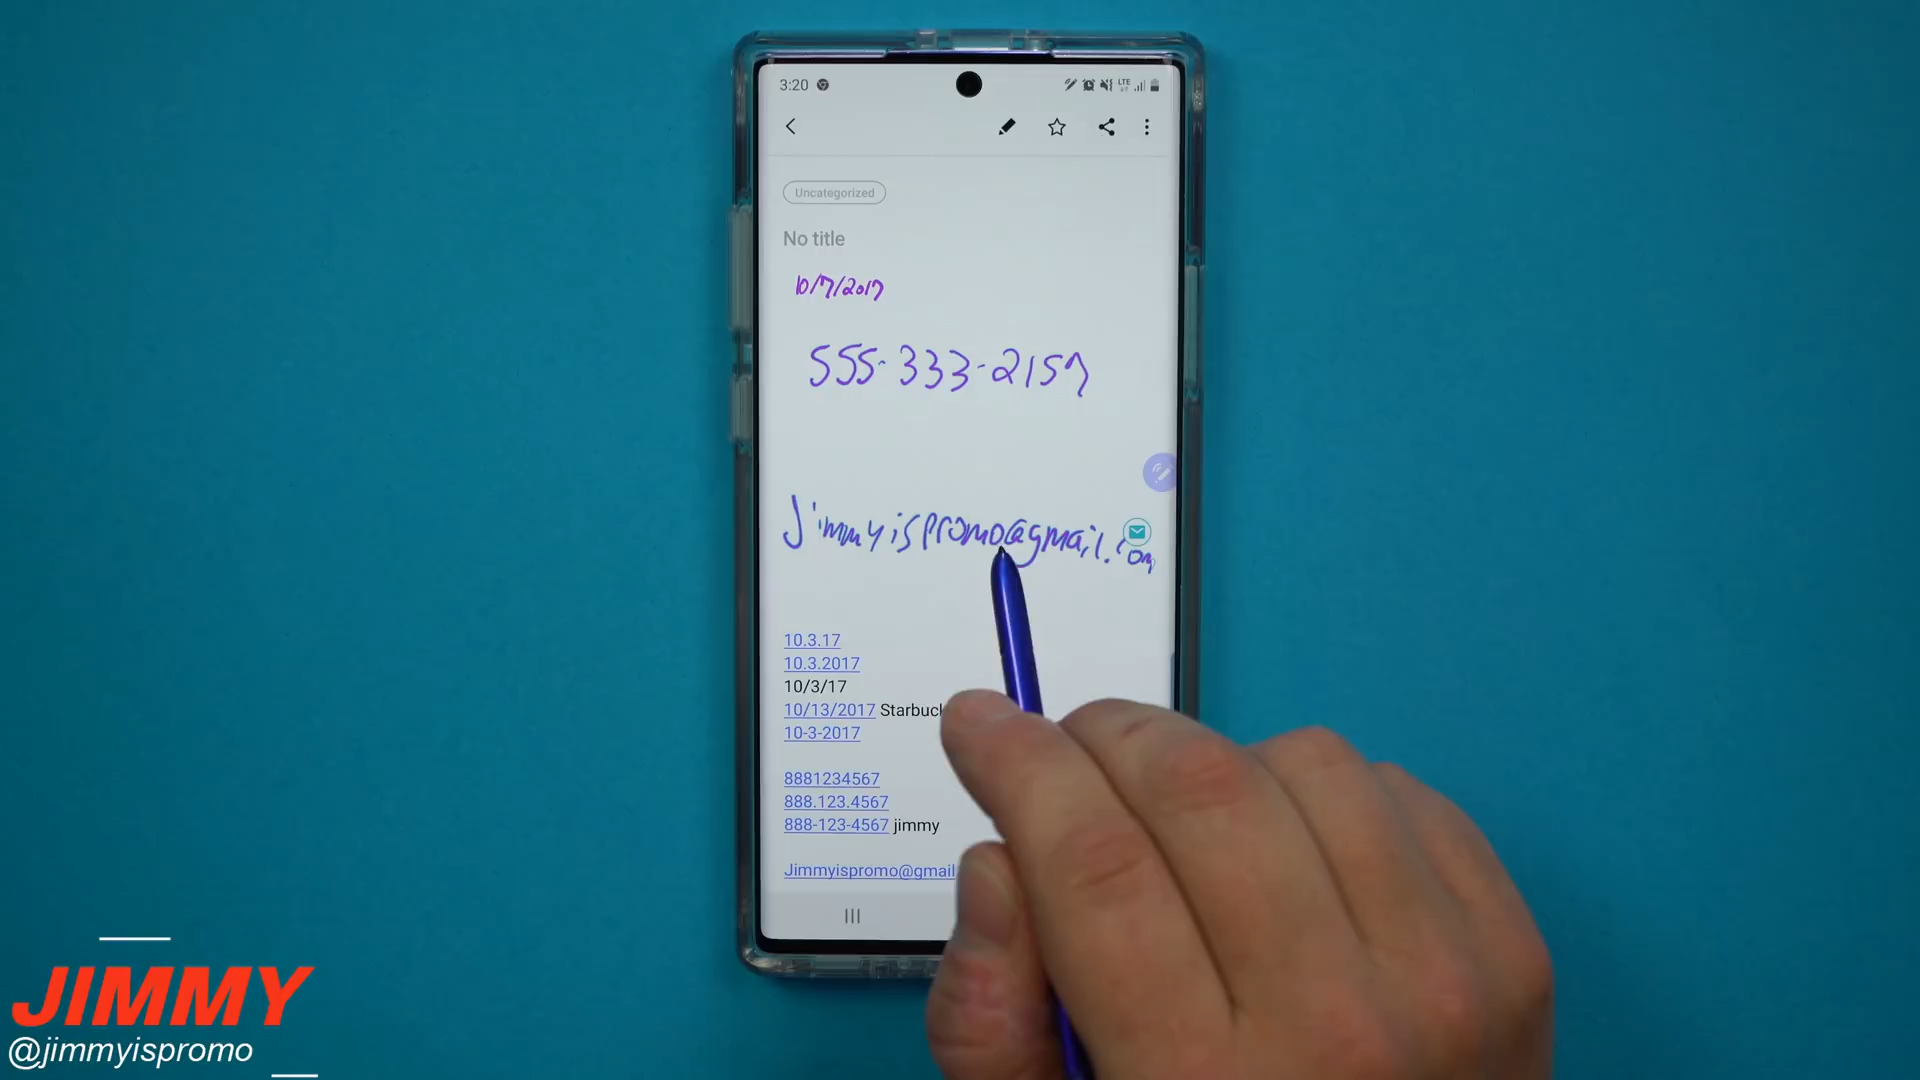 3:20
LTE
Uncategorized
No title
10/7/2017
555-333-2157
Jimmyispromo@gmail.com
10.3.17
10.3.2017
10/3/17
10/13/2017 Starbuck
10-3-2017
8881234567
888.123.4567
888-123-4567 jimmy
Jimmyispromo@gmail
JIMMY
@jimmyispromo